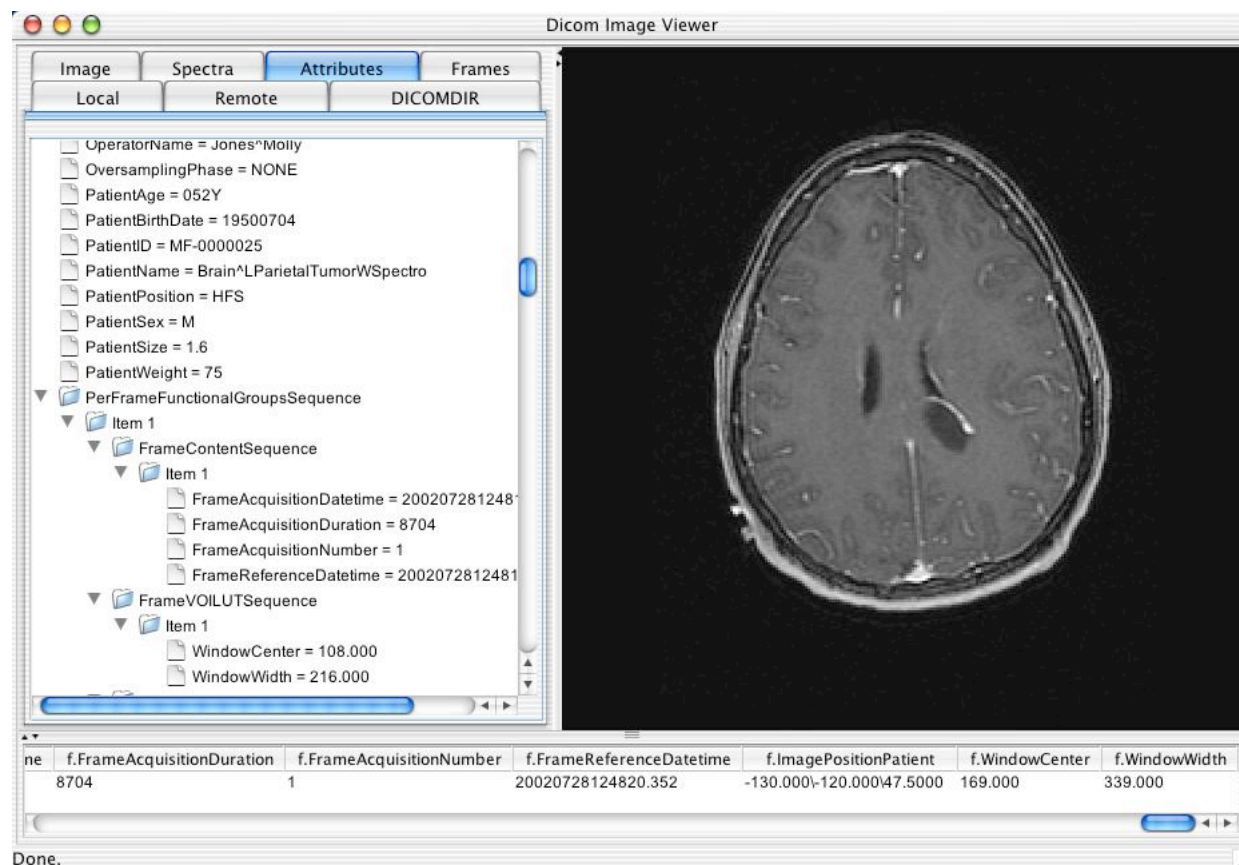 Dicom Image Viewer
Image Spectra Attributes Frames
Local Remote DICOMDIR
OperatorName = Jones^Molly
OversamplingPhase = NONE
PatientAge = 052Y
PatientBirthDate = 19500704
PatientID = MF-0000025
PatientName = Brain^LParietalTumorWSpectro
PatientPosition = HFS
PatientSex = M
PatientSize = 1.6
PatientWeight = 75
PerFrameFunctionalGroupsSequence
Item 1
FrameContentSequence
Item 1
FrameAcquisitionDatetime = 2002072812481
FrameAcquisitionDuration = 8704
FrameAcquisitionNumber = 1
FrameReferenceDatetime = 2002072812481
FrameVOILUTSequence
Item 1
WindowCenter = 108.000
WindowWidth = 216.000
ne f.FrameAcquisitionDuration f.FrameAcquisitionNumber f.FrameReferenceDatetime f.ImagePositionPatient f.WindowCenter f.WindowWidth
8704 1 20020728124820.352 -130.000\-120.000\47.5000 169.000 339.000
Done.